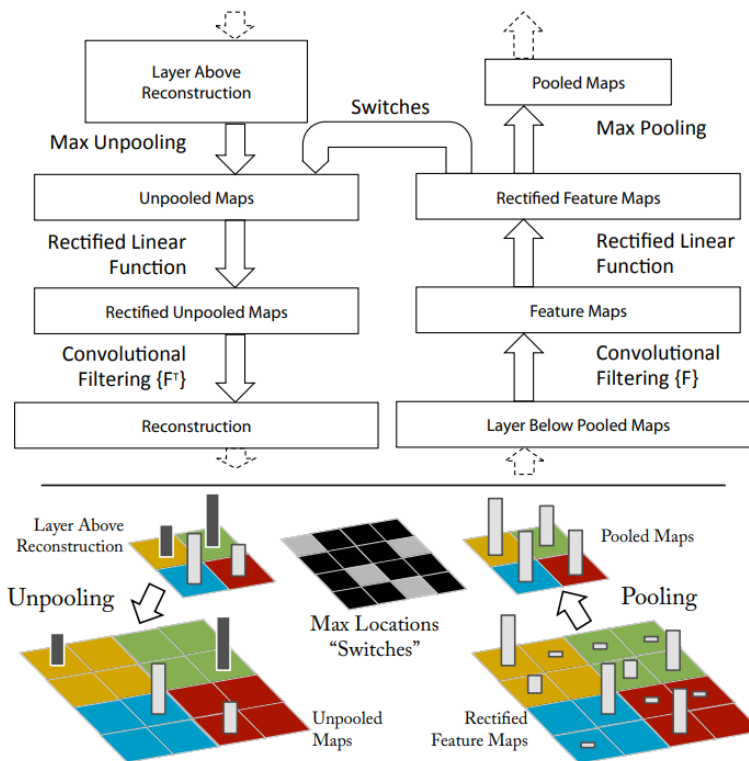 Layer Above
Reconstruction
Pooled Maps
Switches
Max Unpooling
Max Pooling
Unpooled Maps
Rectified Feature Maps
Rectified Linear
Function
Rectified Linear
Function
Rectified Unpooled Maps
Feature Maps
Convolutional
Filtering {Fᵀ}
Convolutional
Filtering {F}
Reconstruction
Layer Below Pooled Maps
Layer Above
Reconstruction
Pooled Maps
Unpooling
Max Locations
“Switches”
Pooling
Unpooled
Maps
Rectified
Feature Maps